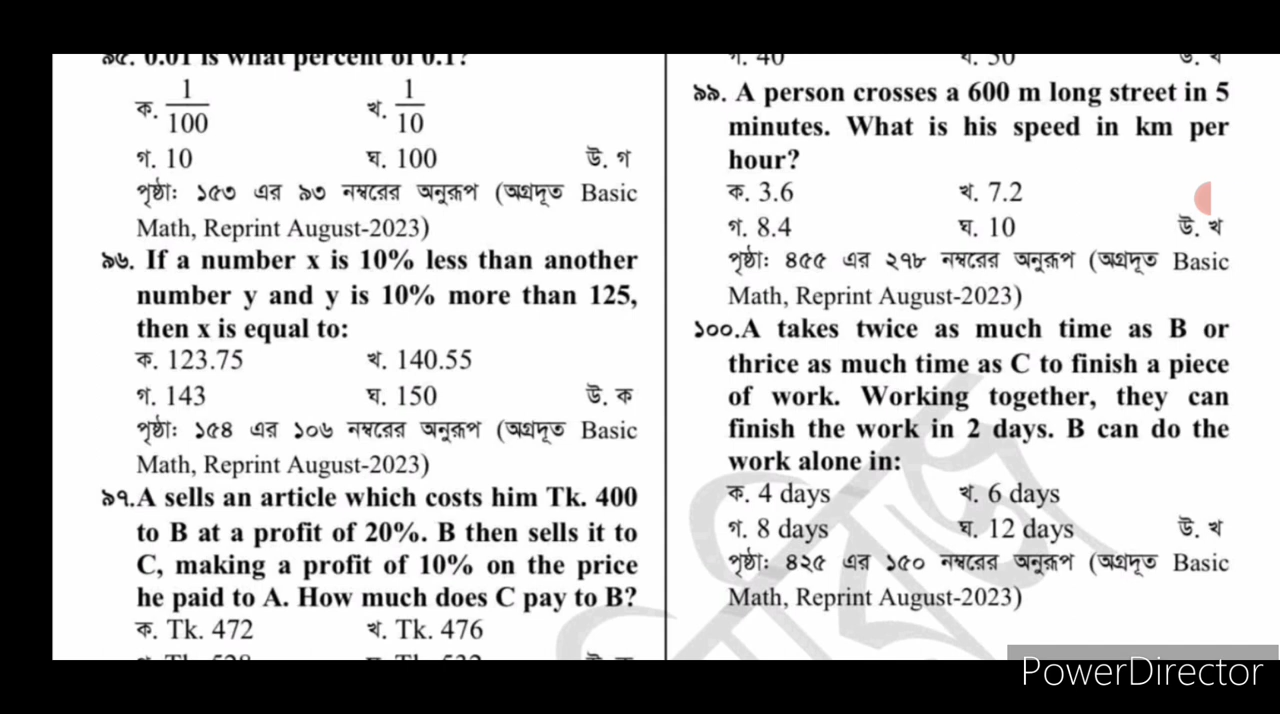 ৯৫. 0.01 is what percent of 0.1?
ক. 1/100 খ. 1/10
গ. 10 ঘ. 100 উ. গ
পৃষ্ঠাঃ ১৫৩ এর ৯৩ নম্বরের অনুরূপ (অগ্রদূত Basic
Math, Reprint August-2023)
৯৬. If a number x is 10% less than another
number y and y is 10% more than 125,
then x is equal to:
ক. 123.75 খ. 140.55
গ. 143 ঘ. 150 উ. ক
পৃষ্ঠাঃ ১৫৪ এর ১০৬ নম্বরের অনুরূপ (অগ্রদূত Basic
Math, Reprint August-2023)
৯৭.A sells an article which costs him Tk. 400
to B at a profit of 20%. B then sells it to
C, making a profit of 10% on the price
he paid to A. How much does C pay to B?
ক. Tk. 472 খ. Tk. 476
গ. 40 ঘ. 50 উ. খ
৯৯. A person crosses a 600 m long street in 5
minutes. What is his speed in km per
hour?
ক. 3.6 খ. 7.2
গ. 8.4 ঘ. 10 উ. খ
পৃষ্ঠাঃ ৪৫৫ এর ২৭৮ নম্বরের অনুরূপ (অগ্রদূত Basic
Math, Reprint August-2023)
১০০.A takes twice as much time as B or
thrice as much time as C to finish a piece
of work. Working together, they can
finish the work in 2 days. B can do the
work alone in:
ক. 4 days খ. 6 days
গ. 8 days ঘ. 12 days উ. খ
পৃষ্ঠাঃ ৪২৫ এর ১৫০ নম্বরের অনুরূপ (অগ্রদূত Basic
Math, Reprint August-2023)
PowerDirector